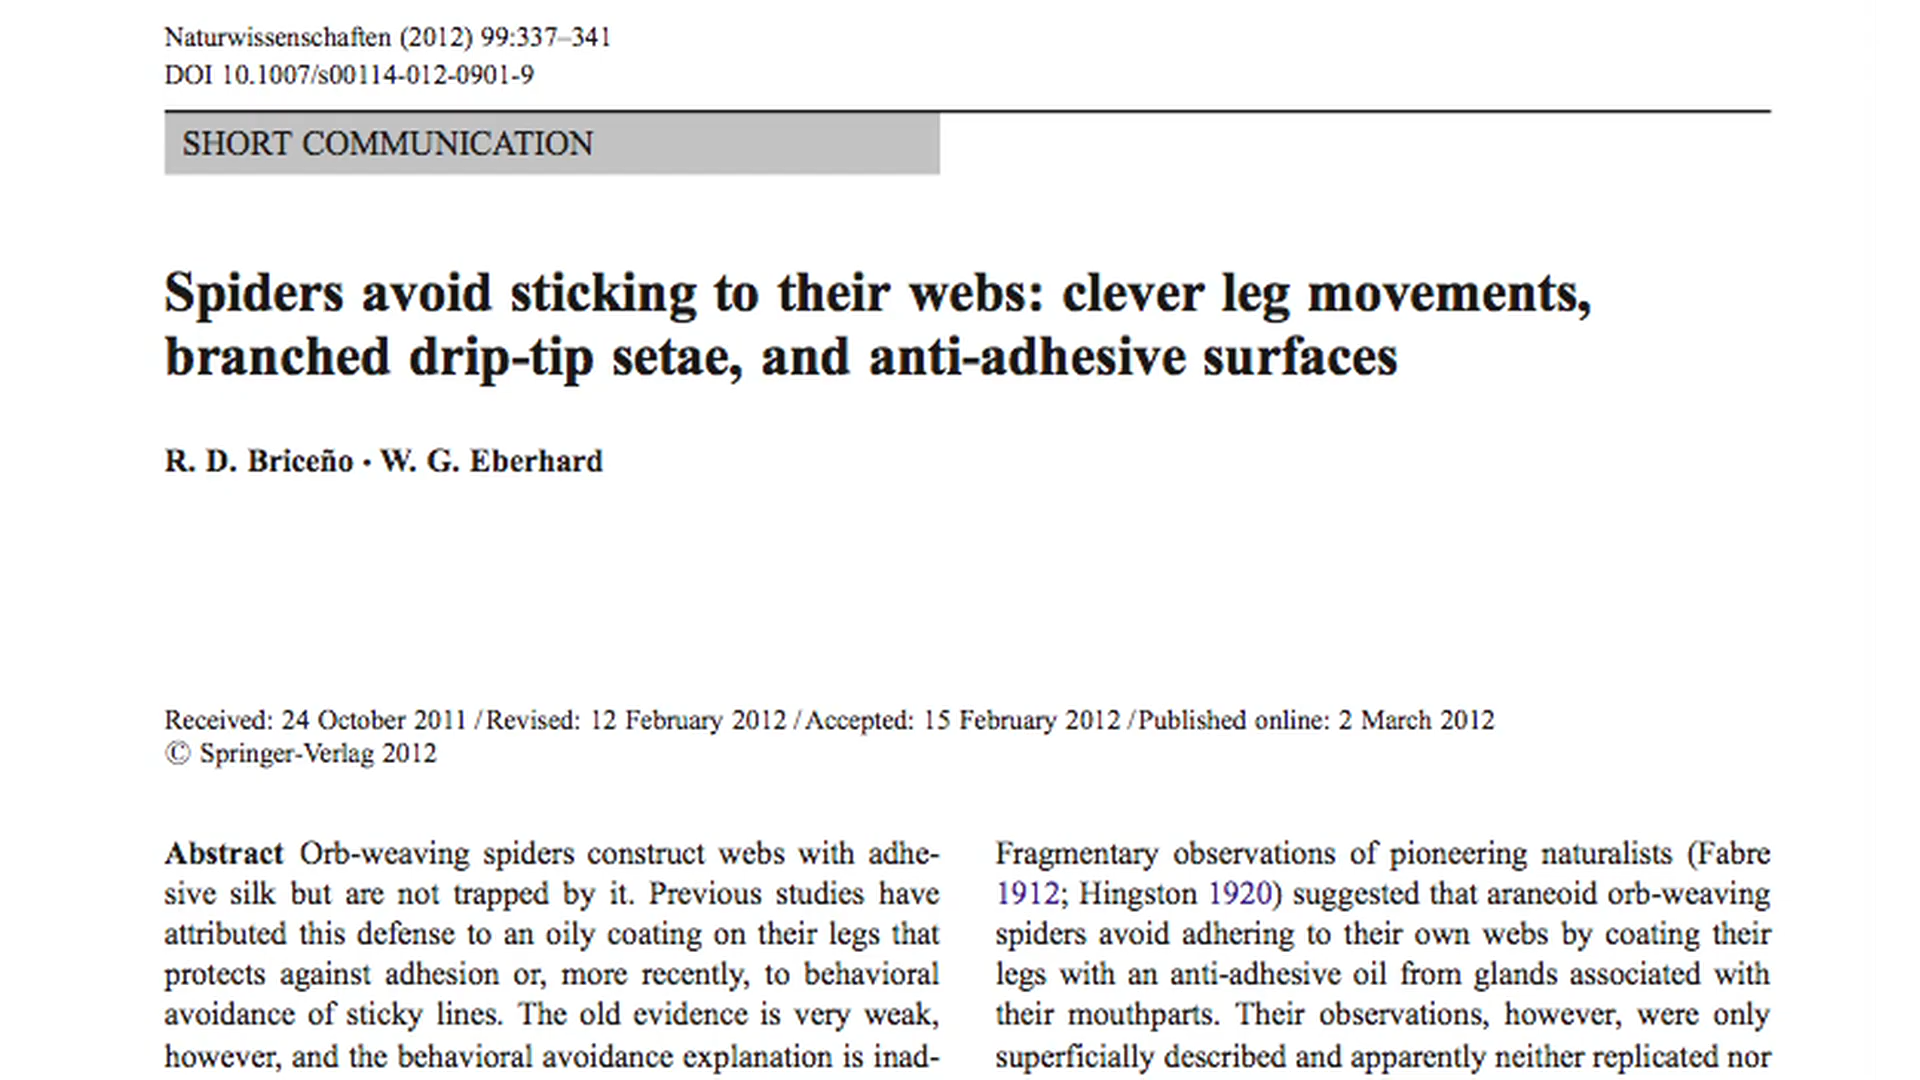 Naturwissenschaften (2012) 99:337–341
DOI 10.1007/s00114-012-0901-9
SHORT COMMUNICATION
Spiders avoid sticking to their webs: clever leg movements,
branched drip-tip setae, and anti-adhesive surfaces
R. D. Briceño · W. G. Eberhard
Received: 24 October 2011 / Revised: 12 February 2012 / Accepted: 15 February 2012 / Published online: 2 March 2012
© Springer-Verlag 2012
Abstract Orb-weaving spiders construct webs with adhe-
sive silk but are not trapped by it. Previous studies have
attributed this defense to an oily coating on their legs that
protects against adhesion or, more recently, to behavioral
avoidance of sticky lines. The old evidence is very weak,
however, and the behavioral avoidance explanation is inad-
Fragmentary observations of pioneering naturalists (Fabre
1912; Hingston 1920) suggested that araneoid orb-weaving
spiders avoid adhering to their own webs by coating their
legs with an anti-adhesive oil from glands associated with
their mouthparts. Their observations, however, were only
superficially described and apparently neither replicated nor